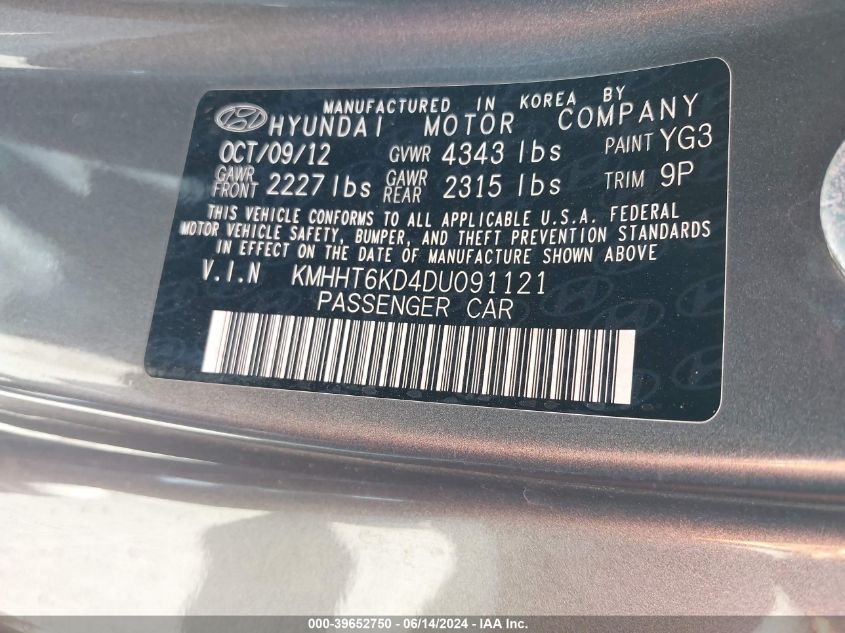 MANUFACTURED IN KOREA BY
HYUNDAI MOTOR COMPANY
OCT/09/12 GVWR 4343 lbs PAINT YG3
GAWR FRONT 2227 lbs GAWR REAR 2315 lbs TRIM 9P
THIS VEHICLE CONFORMS TO ALL APPLICABLE U.S.A. FEDERAL
MOTOR VEHICLE SAFETY, BUMPER, AND THEFT PREVENTION STANDARDS
IN EFFECT ON THE DATE OF MANUFACTURE SHOWN ABOVE
V.I.N KMHHT6KD4DU091121
PASSENGER CAR
000-39652750 - 06/14/2024 - IAA Inc.